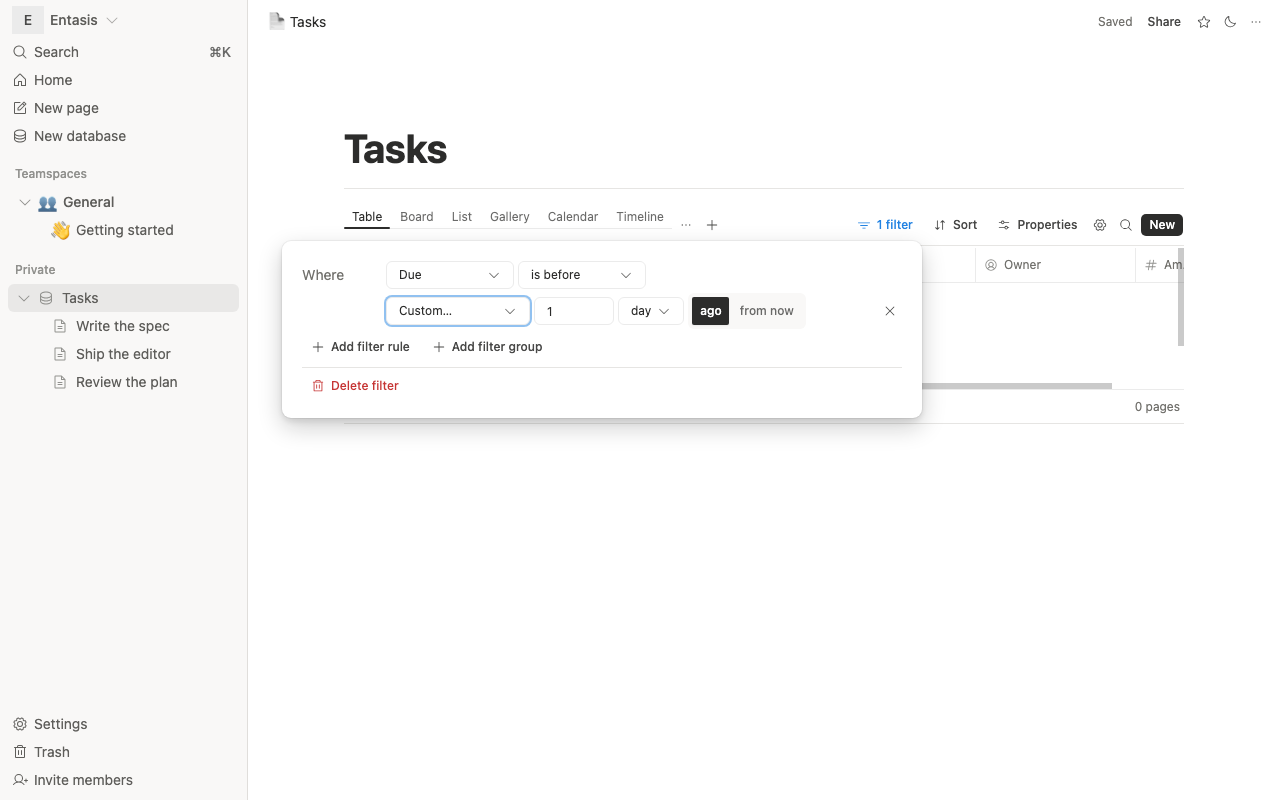 E Entasis
Search ⌘K
Home
New page
New database
Teamspaces
General
Getting started
Private
Tasks
Write the spec
Ship the editor
Review the plan
Settings
Trash
Invite members
Tasks
Saved Share
Tasks
Table Board List Gallery Calendar Timeline
1 filter Sort Properties New
Owner # Am
Where Due is before
Custom... 1 day ago from now
Add filter rule Add filter group
Delete filter
0 pages